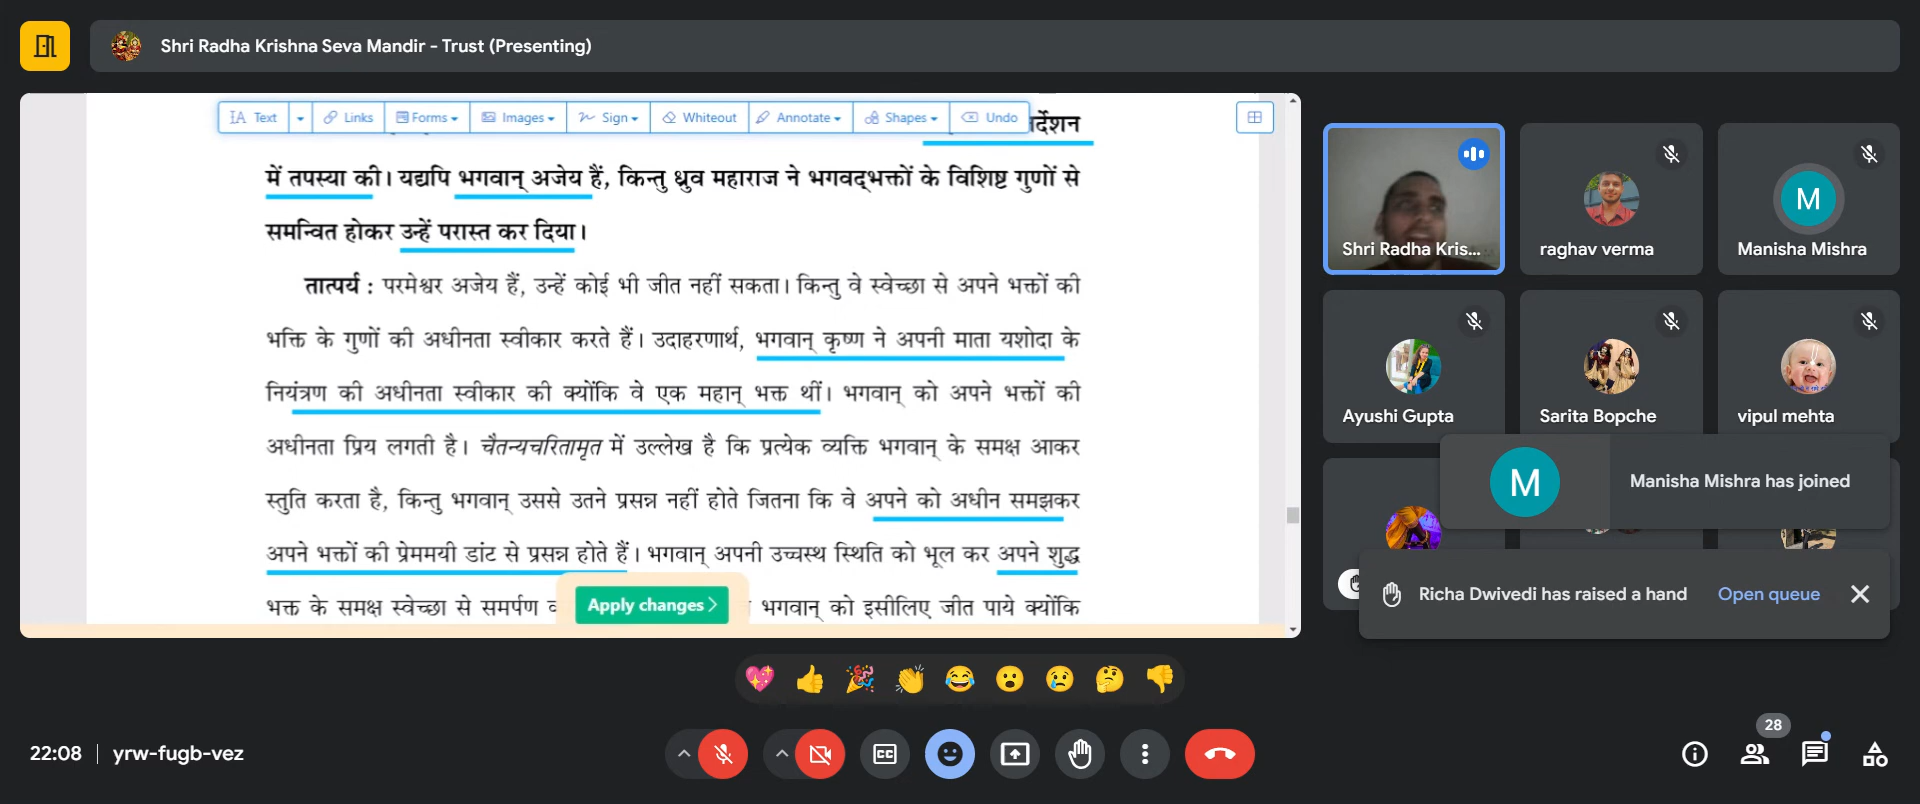 Shri Radha Krishna Seva Mandir - Trust (Presenting)
Text Links Forms Images Sign Whiteout Annotate Shapes Undo
में तपस्या की। यद्यपि भगवान् अजेय हैं, किन्तु ध्रुव महाराज ने भगवद्भक्तों के विशिष्ट गुणों से
समन्वित होकर उन्हें परास्त कर दिया।
तात्पर्य : परमेश्वर अजेय हैं, उन्हें कोई भी जीत नहीं सकता। किन्तु वे स्वेच्छा से अपने भक्तों की
भक्ति के गुणों की अधीनता स्वीकार करते हैं। उदाहरणार्थ, भगवान् कृष्ण ने अपनी माता यशोदा के
नियंत्रण की अधीनता स्वीकार की क्योंकि वे एक महान् भक्त थीं। भगवान् को अपने भक्तों की
अधीनता प्रिय लगती है। चैतन्यचरितामृत में उल्लेख है कि प्रत्येक व्यक्ति भगवान् के समक्ष आकर
स्तुति करता है, किन्तु भगवान् उससे उतने प्रसन्न नहीं होते जितना कि वे अपने को अधीन समझकर
अपने भक्तों की प्रेममयी डांट से प्रसन्न होते हैं। भगवान् अपनी उच्चस्थ स्थिति को भूल कर अपने शुद्ध
भक्त के समक्ष स्वेच्छा से समर्पण
Apply changes
भगवान् को इसीलिए जीत पाये क्योंकि
Shri Radha Kris...
raghav verma
M
Manisha Mishra
Ayushi Gupta
Sarita Bopche
vipul mehta
M
Manisha Mishra has joined
Richa Dwivedi has raised a hand
Open queue
22:08
yrw-fugb-vez
CC
28